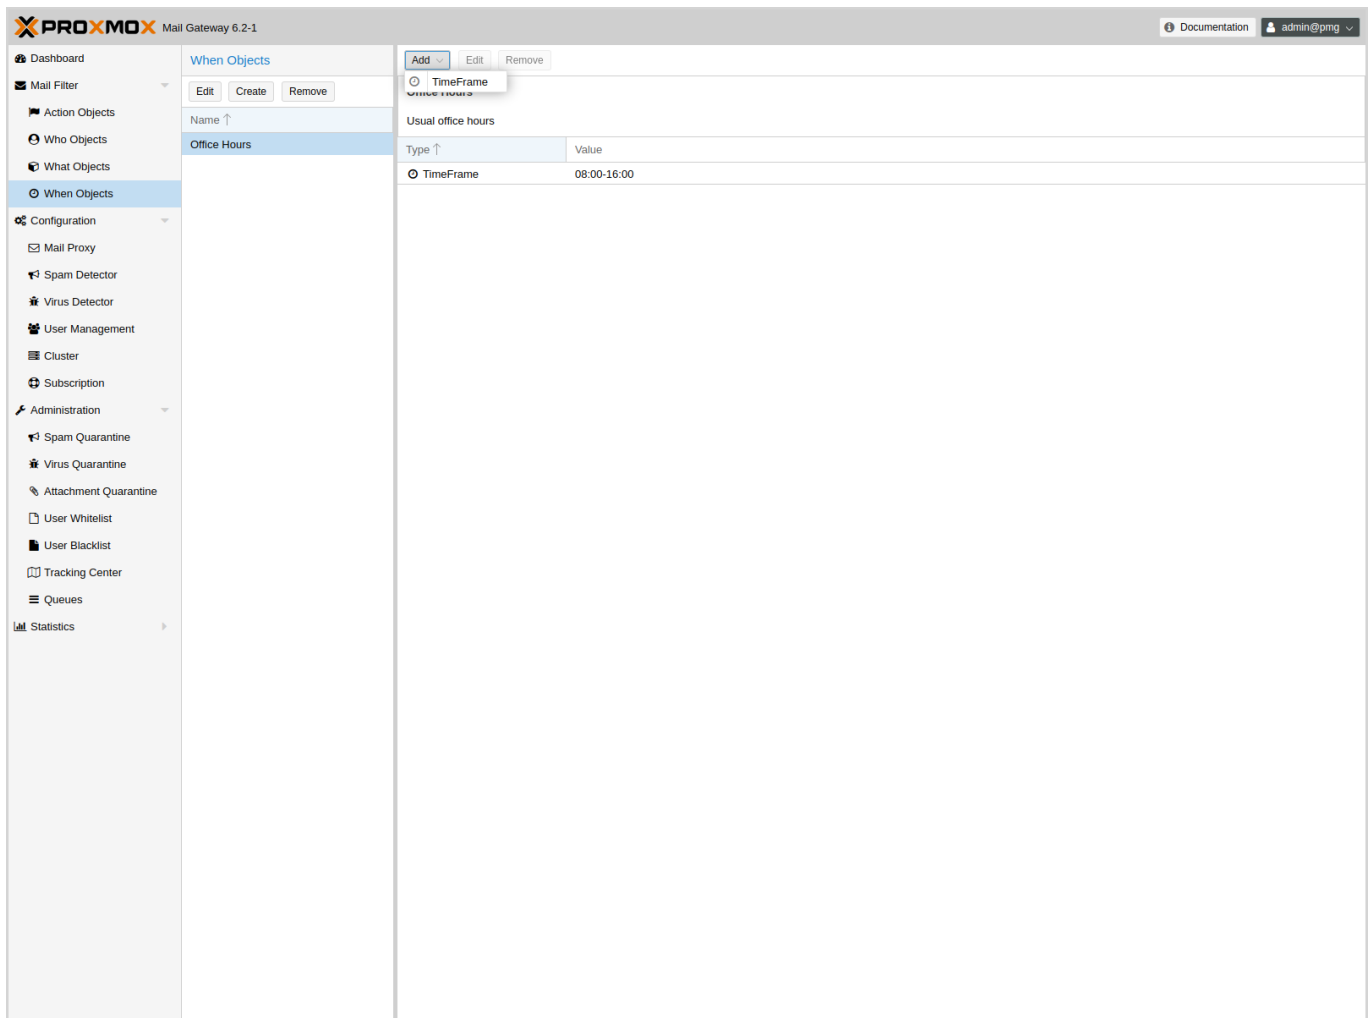 PROXMOX Mail Gateway 6.2-1
Documentation
admin@pmg
Dashboard
Mail Filter
Action Objects
Who Objects
What Objects
When Objects
Configuration
Mail Proxy
Spam Detector
Virus Detector
User Management
Cluster
Subscription
Administration
Spam Quarantine
Virus Quarantine
Attachment Quarantine
User Whitelist
User Blacklist
Tracking Center
Queues
Statistics
When Objects
Edit Create Remove
Name
Office Hours
Add Edit Remove
TimeFrame
Office Hours
Usual office hours
Type Value
TimeFrame 08:00-16:00